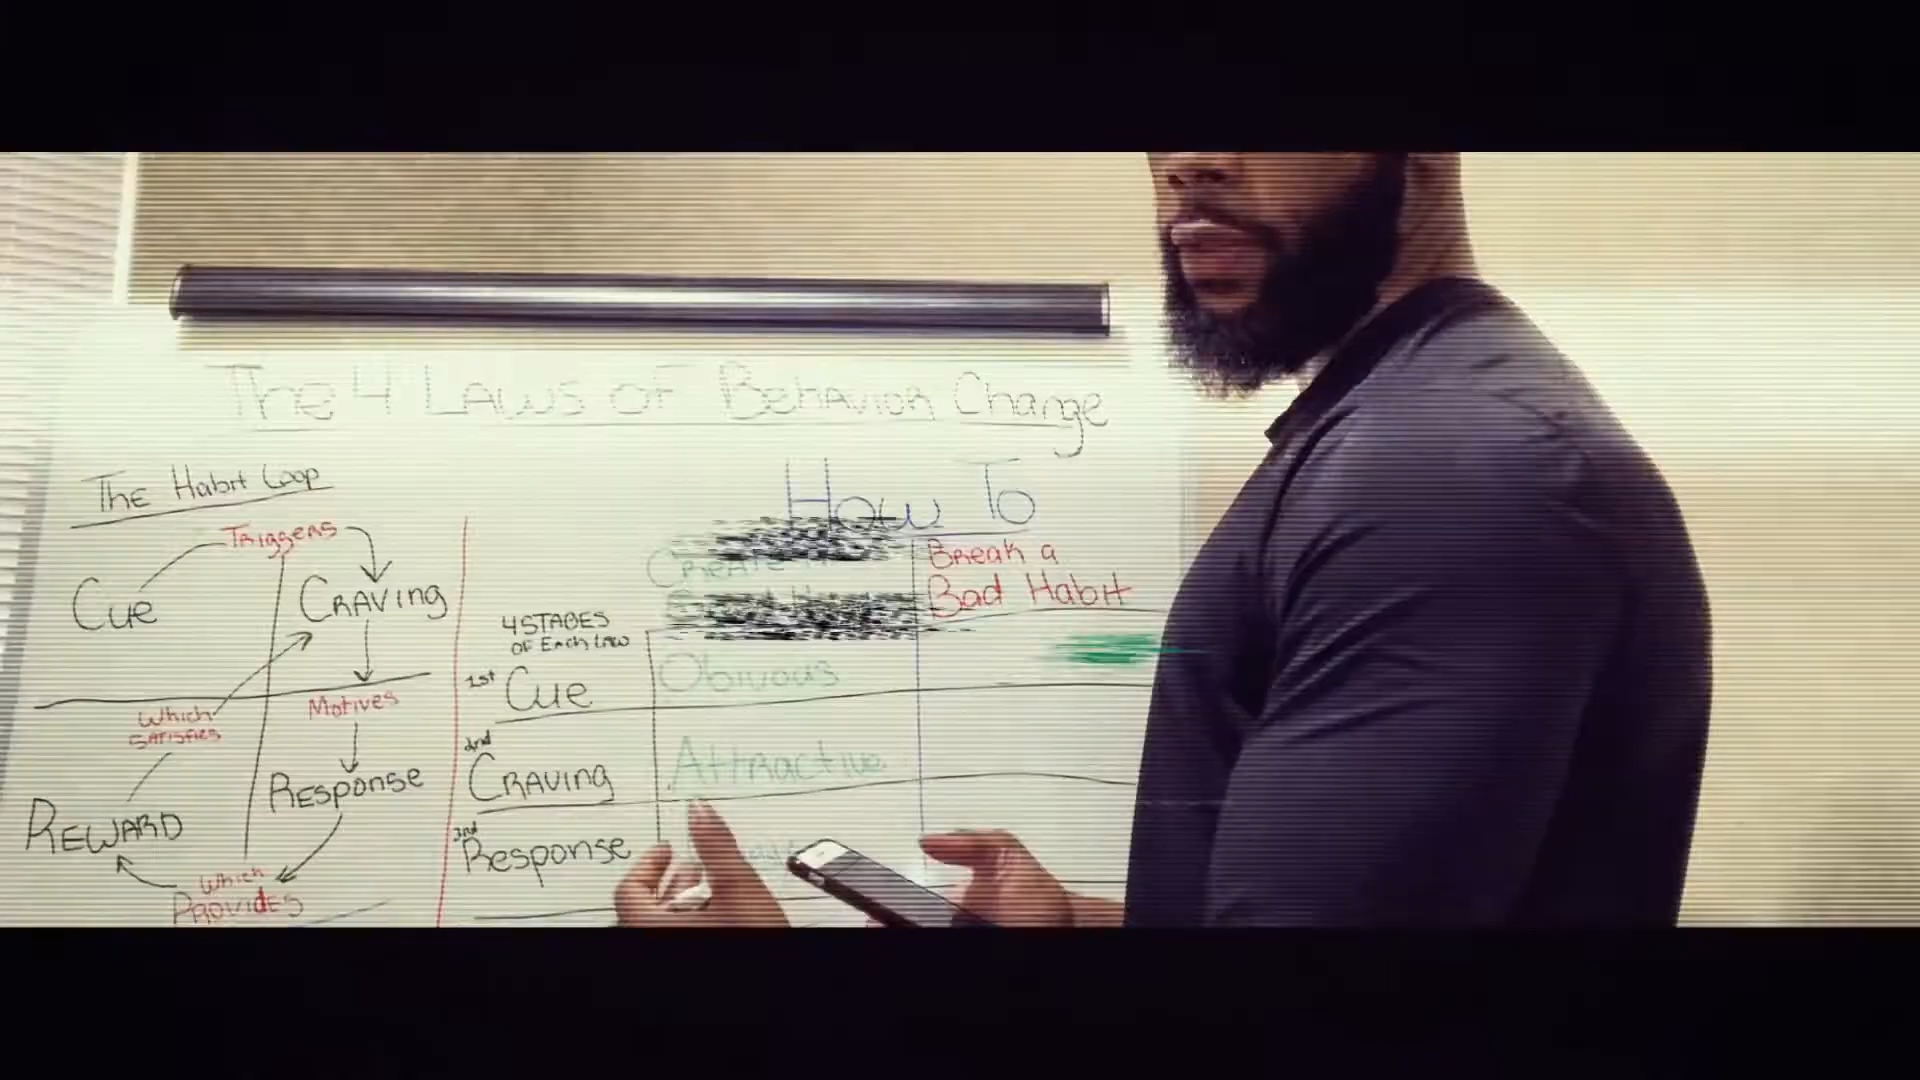 The 4 Laws of Behavior Change
The Habit Loop
Triggers
Cue
Craving
Motives
Response
Which
Provides
Reward
Which
Satisfies
How To
Create
Break a
Bad Habit
4 STAGES
OF Each Law
1st Cue
Obivous
2nd Craving
Attractive
3rd Response